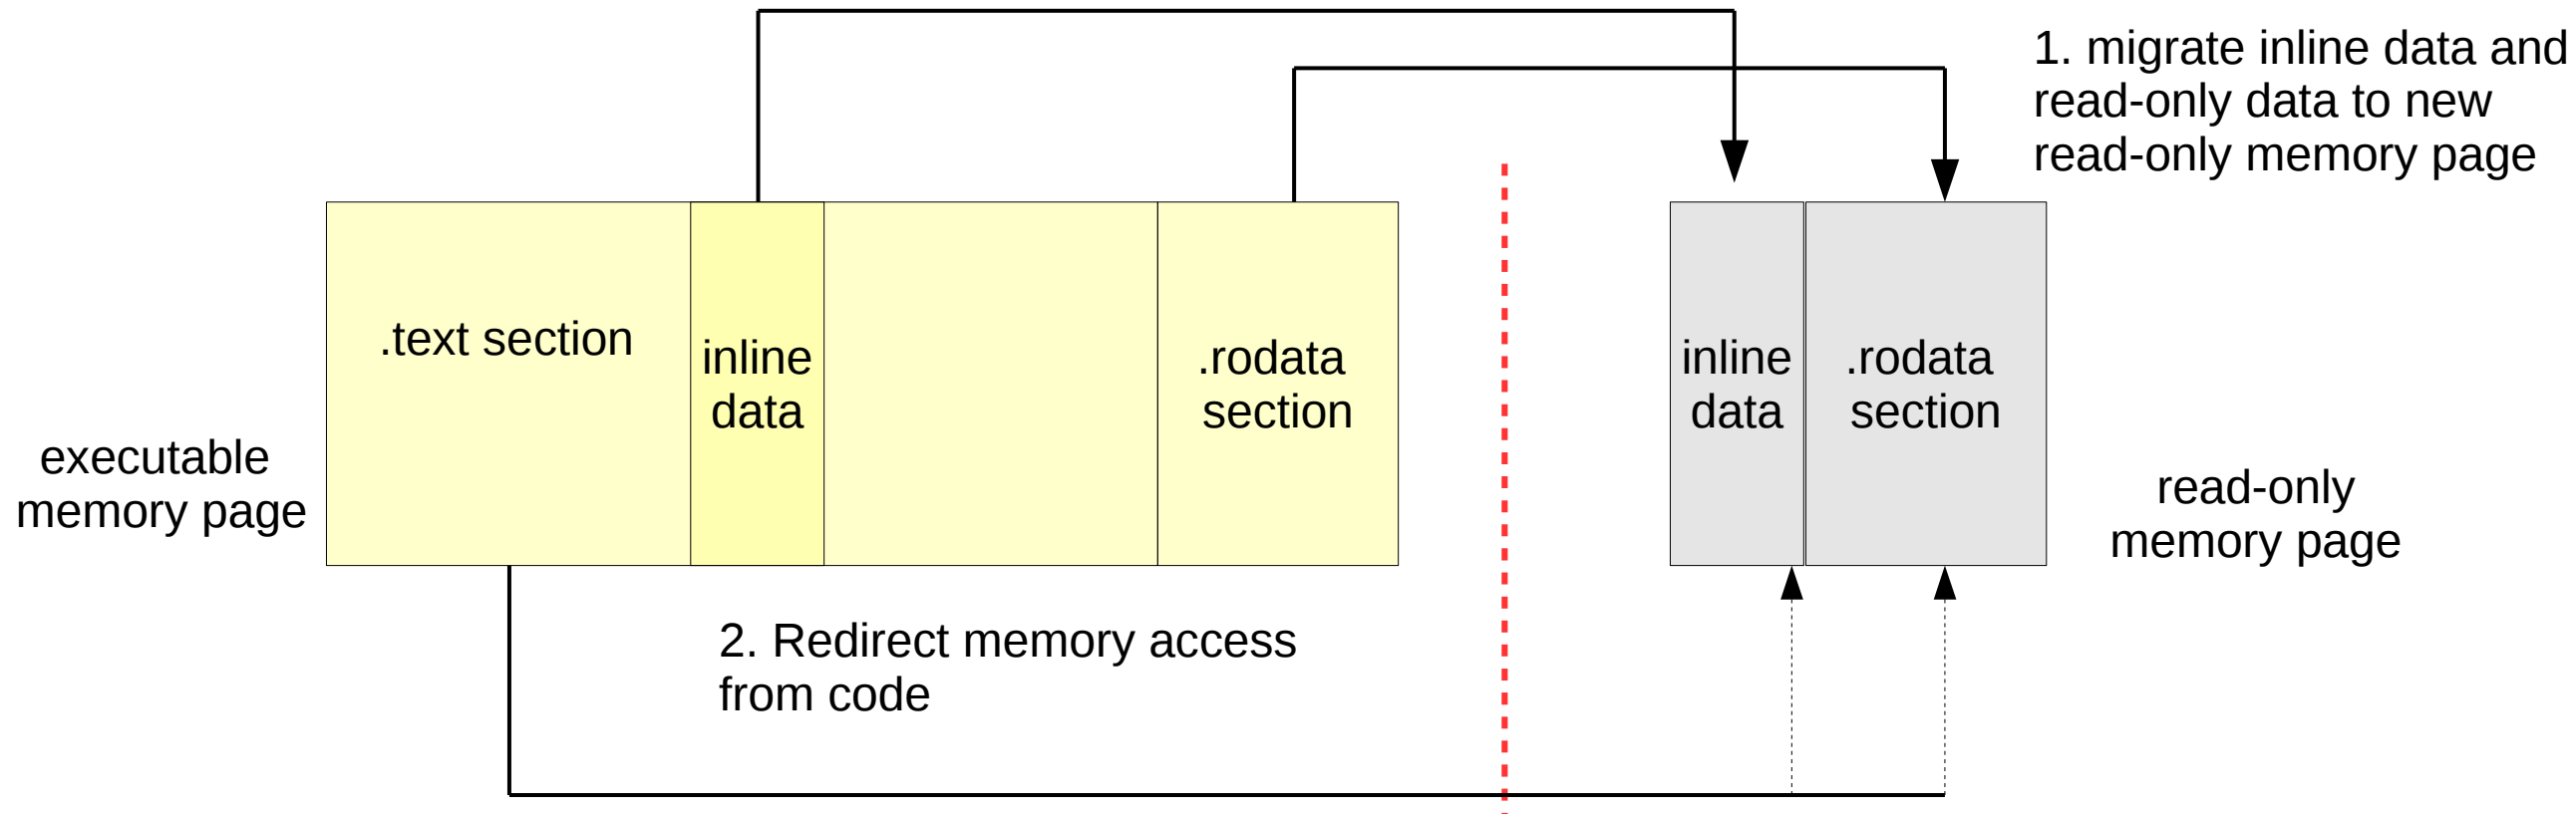 1. migrate inline data and
read-only data to new
read-only memory page
.text section
inline
data
.rodata
section
inline
data
.rodata
section
executable
memory page
read-only
memory page
2. Redirect memory access
from code